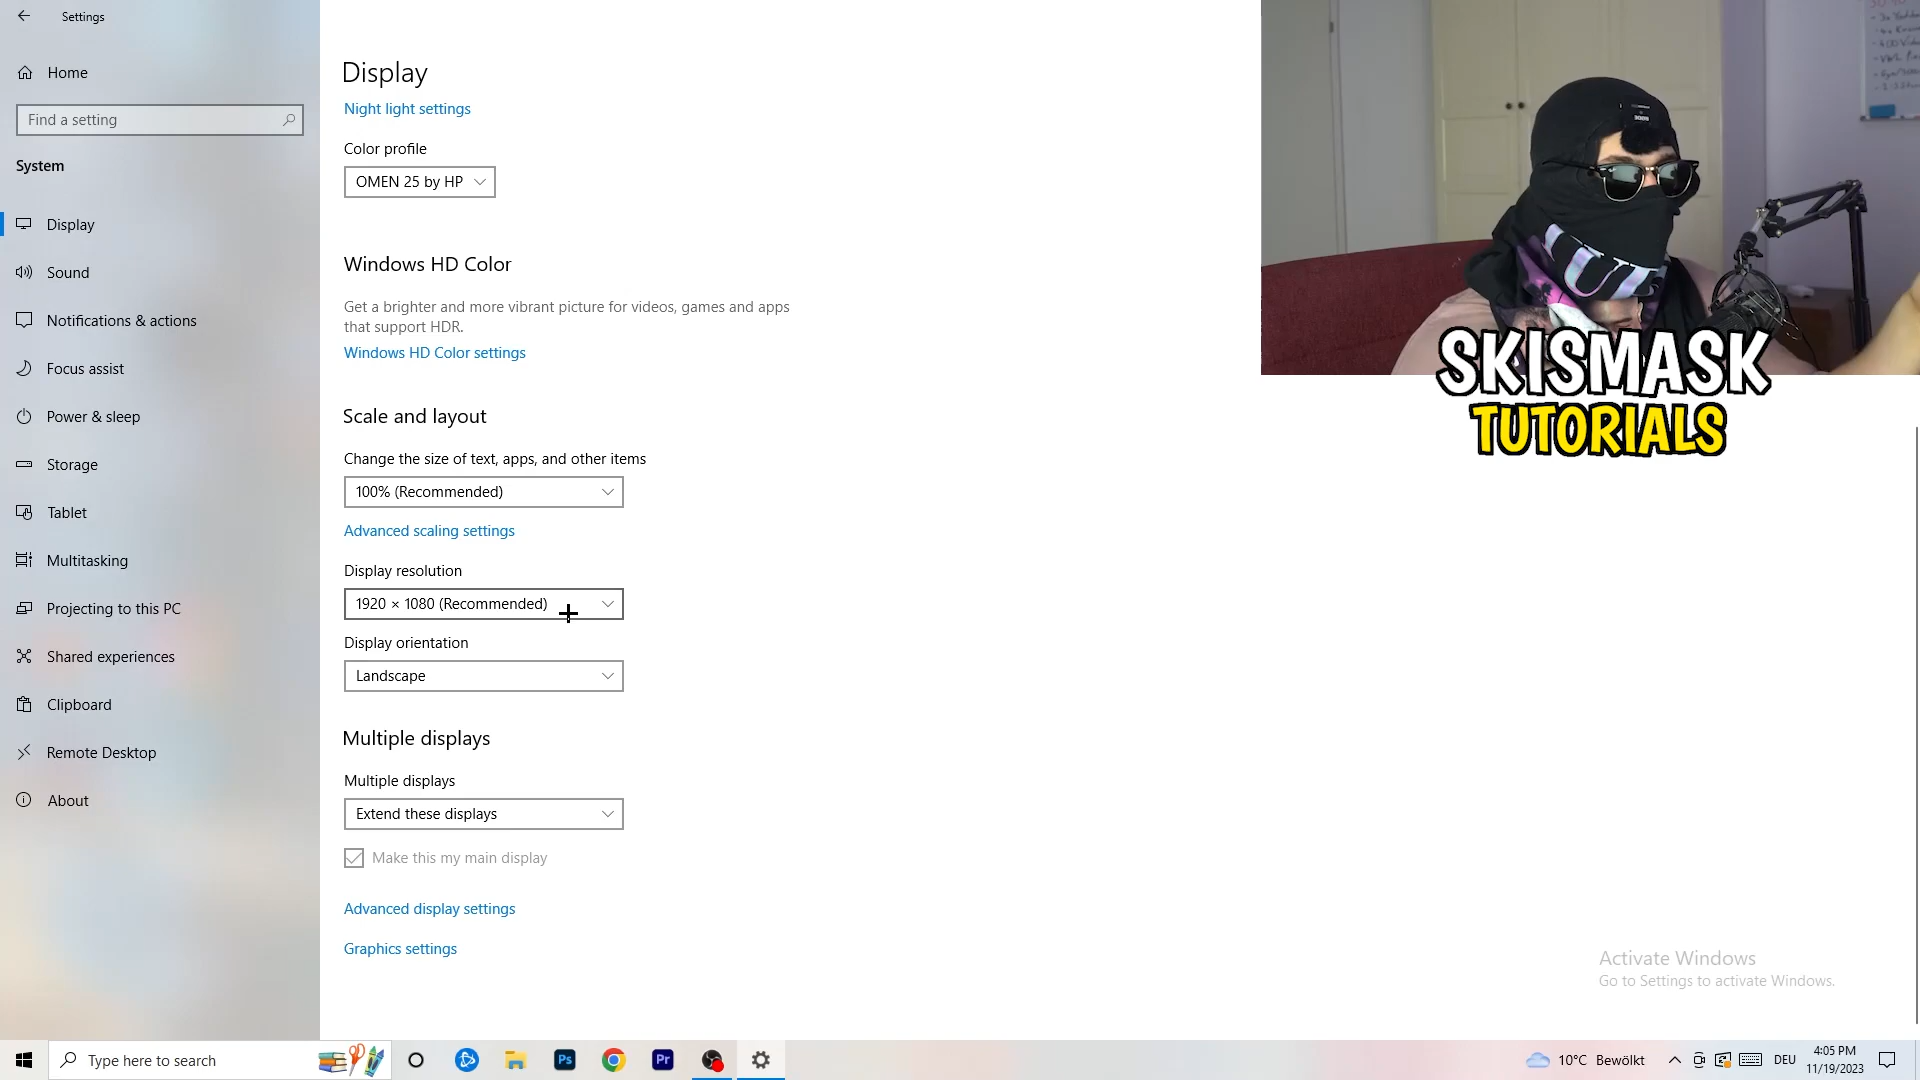 Settings
Home
Find a setting
System
Display
Sound
Notifications & actions
Focus assist
Power & sleep
Storage
Tablet
Multitasking
Projecting to this PC
Shared experiences
Clipboard
Remote Desktop
About
Display
Night light settings
Color profile
OMEN 25 by HP
Windows HD Color
Get a brighter and more vibrant picture for videos, games and apps
that support HDR.
Windows HD Color settings
Scale and layout
Change the size of text, apps, and other items
100% (Recommended)
Advanced scaling settings
Display resolution
1920 × 1080 (Recommended)
Display orientation
Landscape
Multiple displays
Multiple displays
Extend these displays
Make this my main display
Advanced display settings
Graphics settings
SKISMASK
TUTORIALS
Activate Windows
Go to Settings to activate Windows.
Type here to search
Ps
Pr
10°C Bewölkt
DEU
4:05 PM
11/19/2023